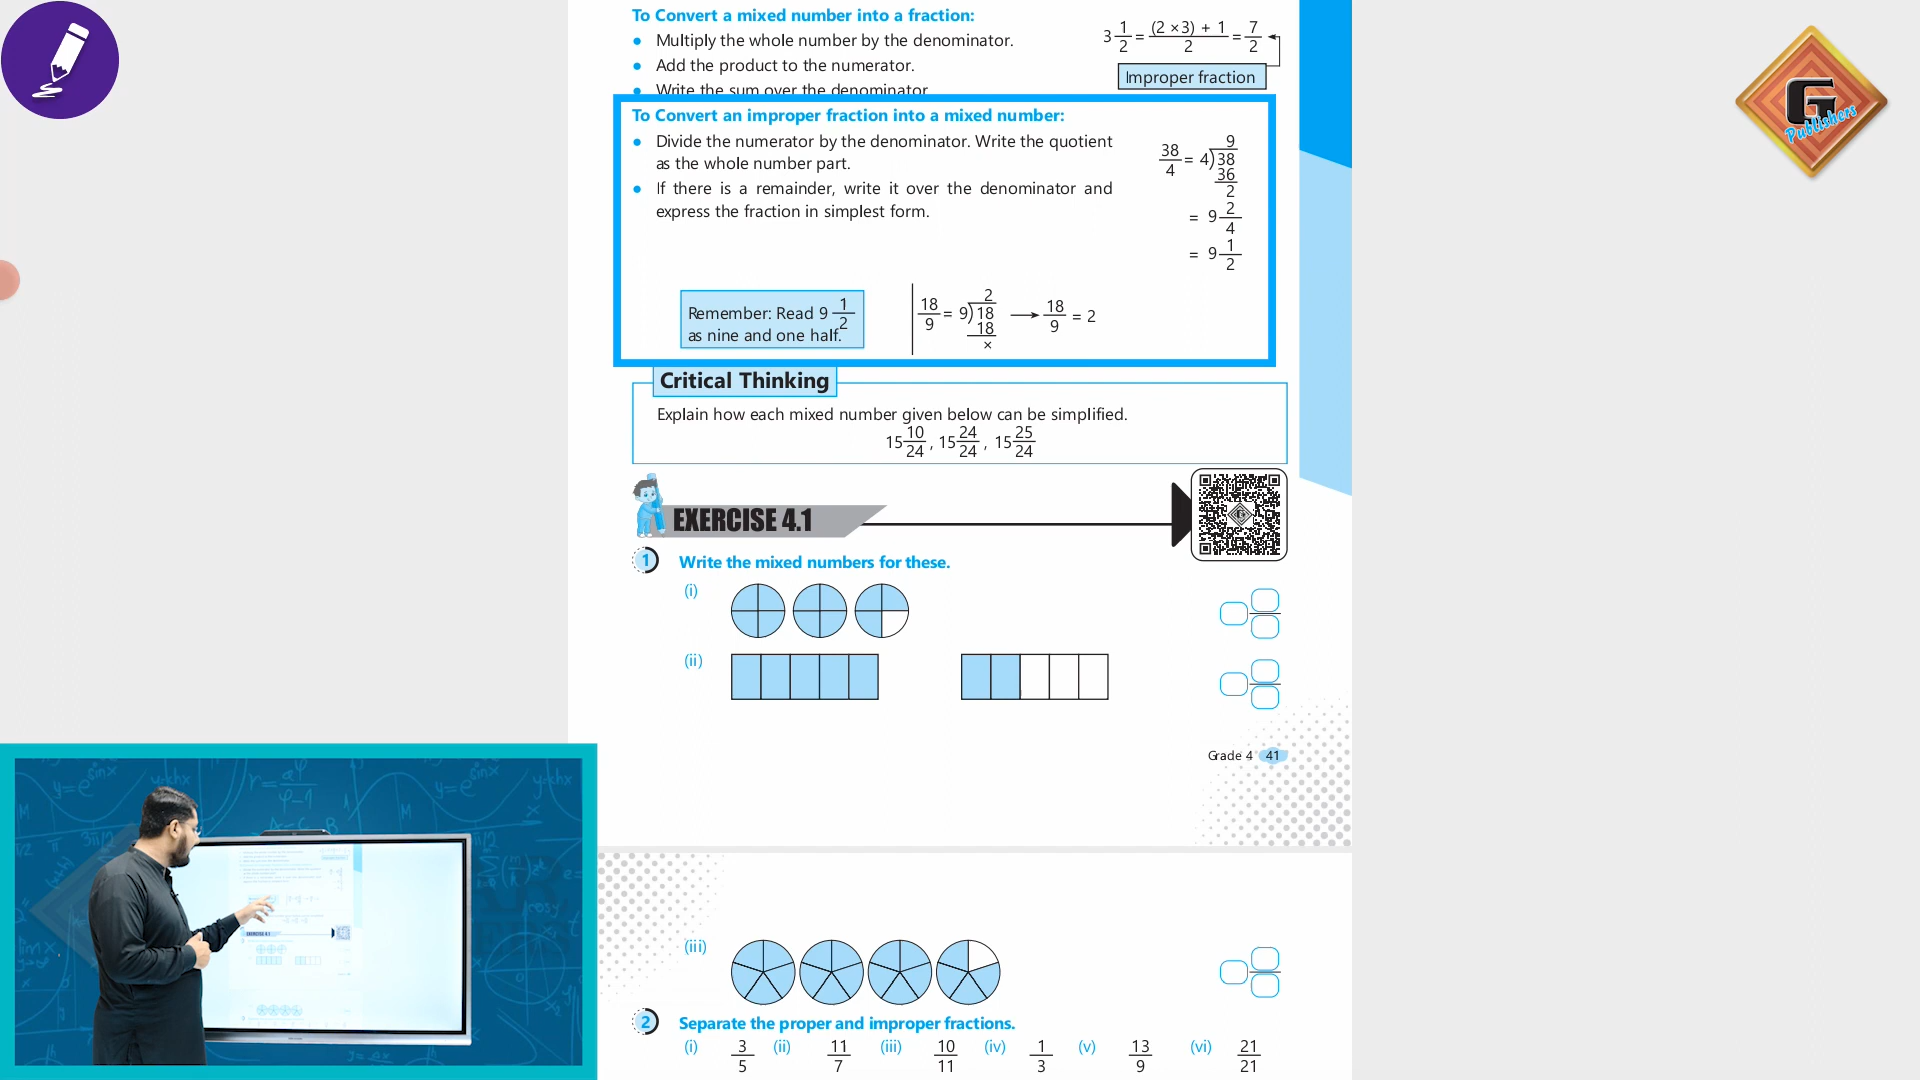 To Convert a mixed number into a fraction:
• Multiply the whole number by the denominator.
• Add the product to the numerator.
• Write the sum over the denominator
3 1/2 = (2 ×3) + 1/2 = 7/2
Improper fraction
To Convert an improper fraction into a mixed number:
• Divide the numerator by the denominator. Write the quotient
as the whole number part.
• If there is a remainder, write it over the denominator and
express the fraction in simplest form.
9
38/4 = 4)38
36
2
= 9 2/4
= 9 1/2
Remember: Read 9 1/2
as nine and one half.
2
18/9 = 9)18 → 18/9 = 2
18
×
Critical Thinking
Explain how each mixed number given below can be simplified.
15 10/24 , 15 24/24 , 15 25/24
EXERCISE 4.1
1 Write the mixed numbers for these.
(i)
(ii)
Grade 4 41
(iii)
2 Separate the proper and improper fractions.
(i) 3/5 (ii) 11/7 (iii) 10/11 (iv) 1/3 (v) 13/9 (vi) 21/21
G
Publishers